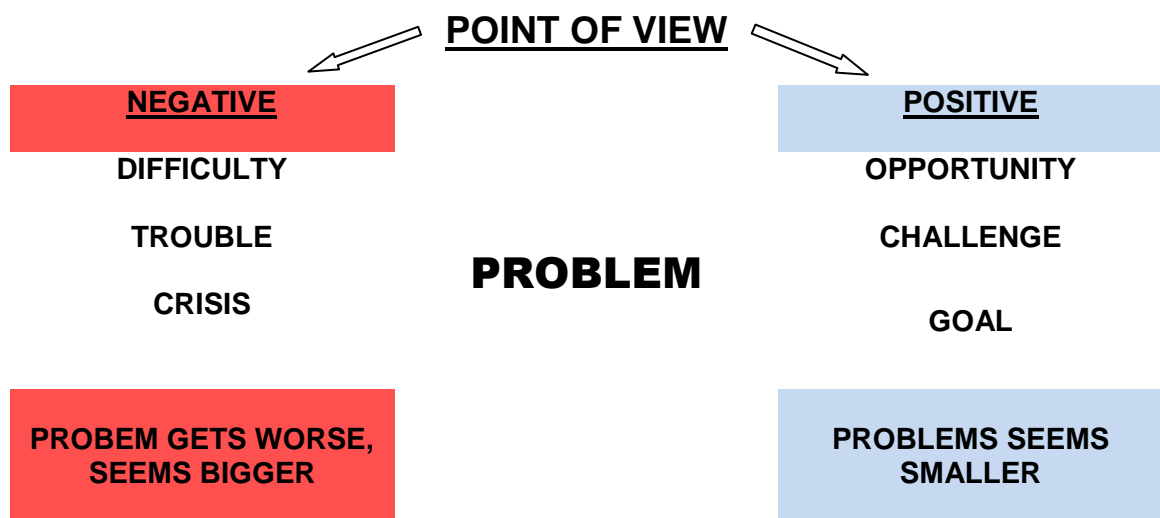 POINT OF VIEW
NEGATIVE
DIFFICULTY
TROUBLE
CRISIS
PROBEM GETS WORSE,
SEEMS BIGGER
PROBLEM
POSITIVE
OPPORTUNITY
CHALLENGE
GOAL
PROBLEMS SEEMS
SMALLER